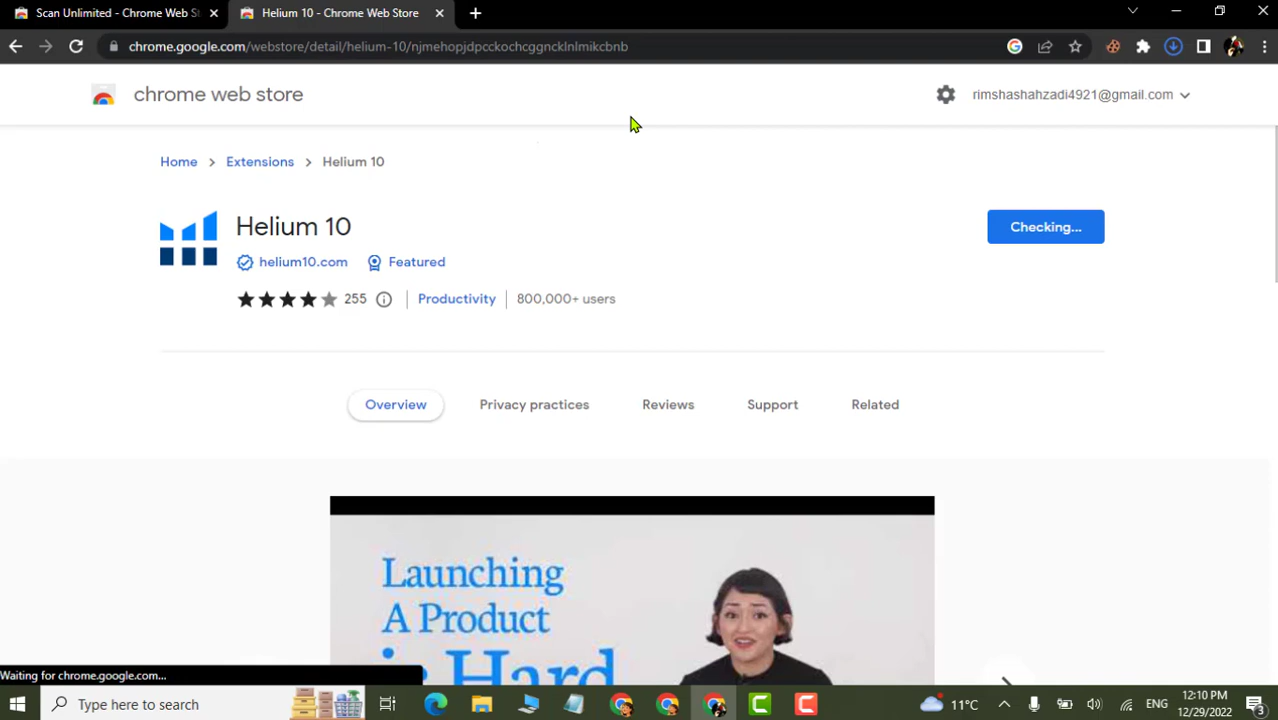 Scan Unlimited - Chrome Web St
Helium 10 - Chrome Web Store
chrome.google.com/webstore/detail/helium-10/njmehopjdpcckochcggncklnlmikcbnb
chrome web store
rimshashahzadi4921@gmail.com
Home > Extensions > Helium 10
Helium 10
Checking...
helium10.com Featured
255 Productivity 800,000+ users
Overview Privacy practices Reviews Support Related
Launching
A Product
is Hard
Waiting for chrome.google.com...
Type here to search
11°C
ENG
12:10 PM
12/29/2022
3